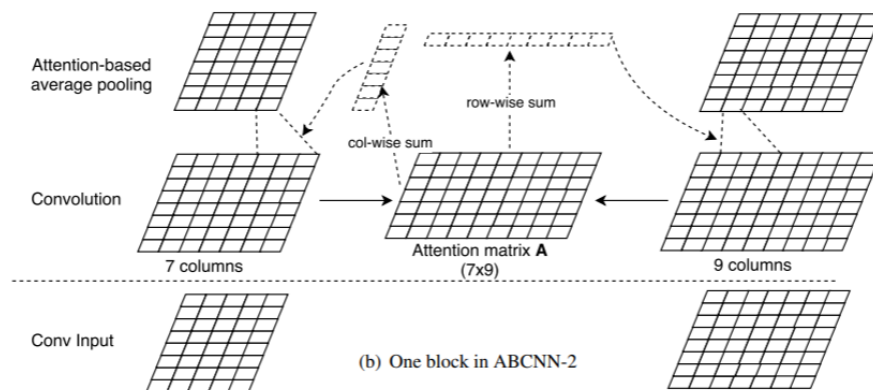 Attention-based
average pooling
row-wise sum
col-wise sum
Convolution
7 columns
Attention matrix A
(7x9)
9 columns
Conv Input
(b) One block in ABCNN-2